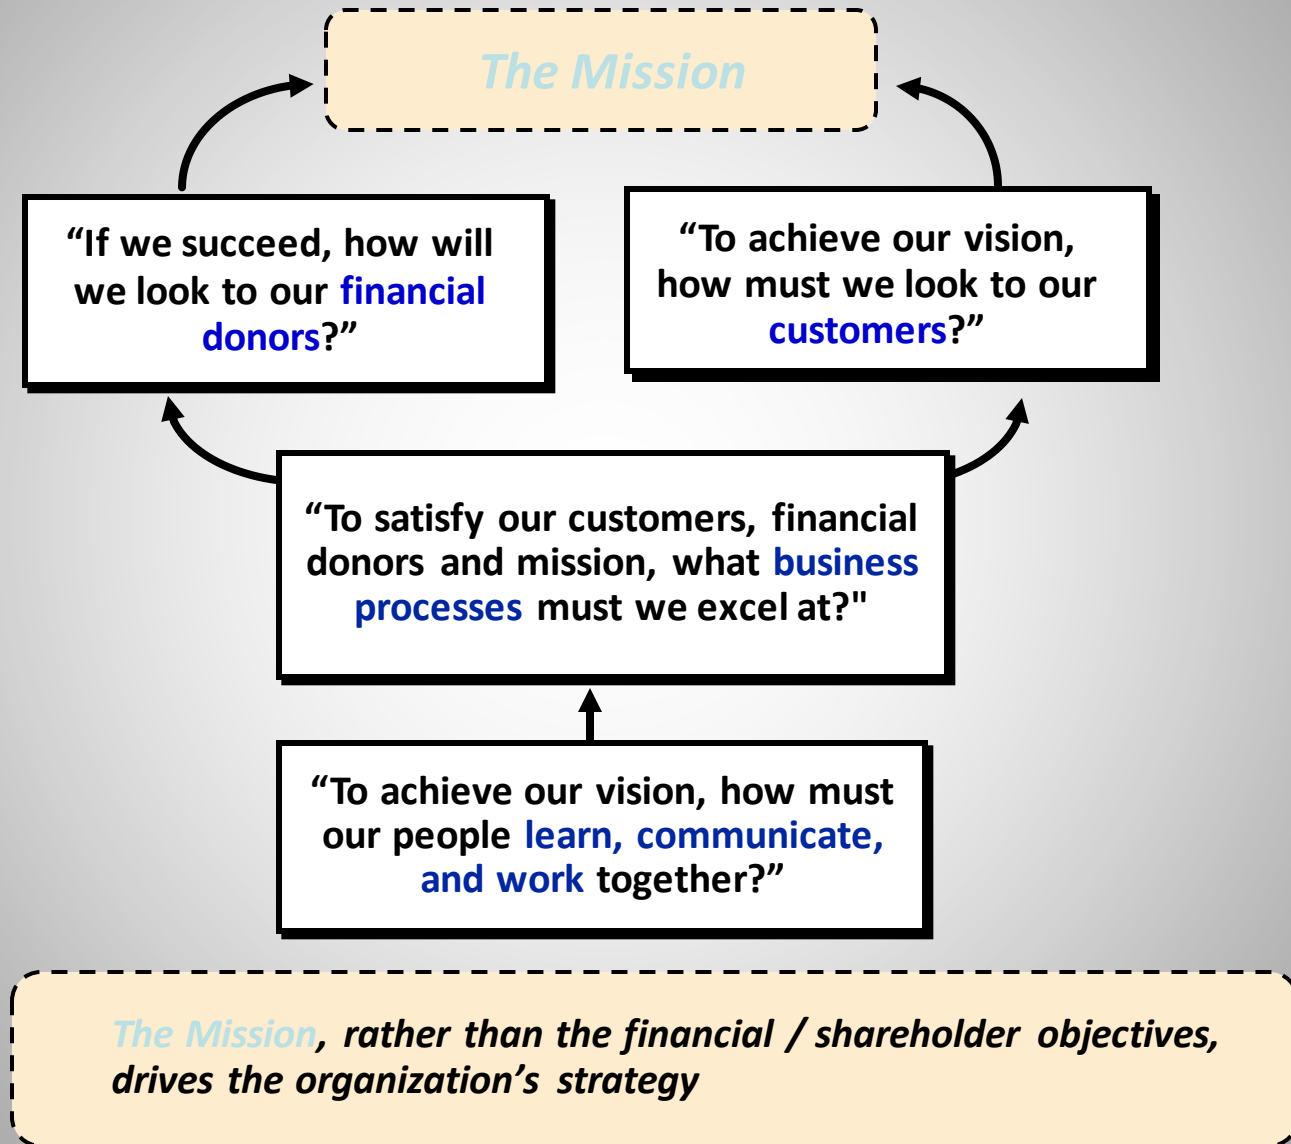 The Mission
“If we succeed, how will
we look to our financial
donors?”
“To achieve our vision,
how must we look to our
customers?”
“To satisfy our customers, financial
donors and mission, what business
processes must we excel at?"
“To achieve our vision, how must
our people learn, communicate,
and work together?”
The Mission, rather than the financial / shareholder objectives,
drives the organization’s strategy